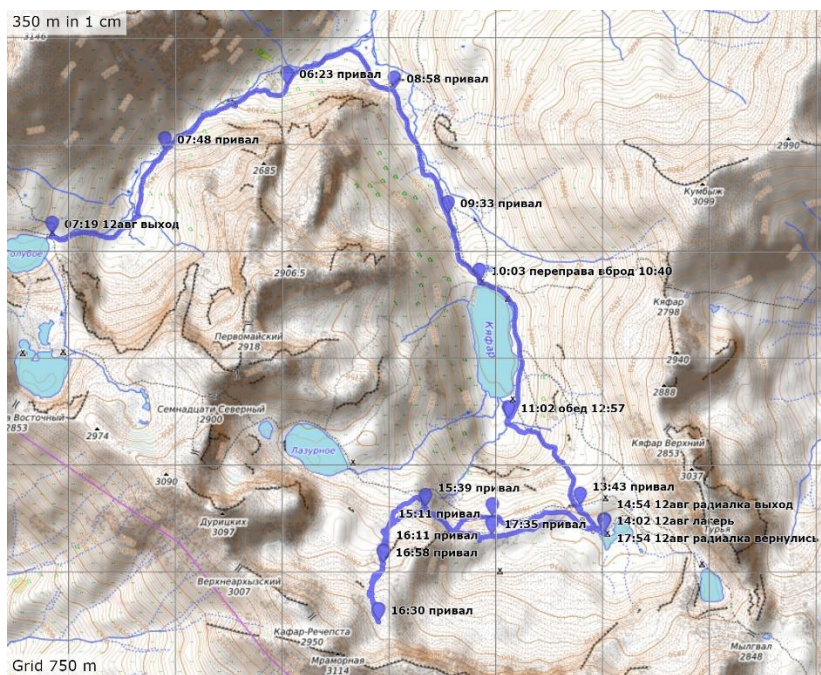 350 m in 1 cm
3146
06:23 привал
08:58 привал
07:48 привал
2990
2685
Кумбыж
3099
09:33 привал
07:19 12авг выход
олубое
2906.5
10:03 переправа вброд 10:40
Кяфар
2798
Кяфар
Первомайский
2918
2940
2888
Семнадцати Северный
2900
11:02 обед 12:57
а Восточный
2853
2974
Лазурное
Кяфар Верхний
2853
3037
3090
15:39 привал
13:43 привал
14:54 12авг радиалка выход
15:11 привал
17:35 привал
14:02 12авг лагерь
Турья
Дурицких
3097
16:11 привал
17:54 12авг радиалка вернулись
16:58 привал
Верхнеархызский
3007
16:30 привал
Кафар-Речепста
2950
Мылгвал
2848
Мраморная
3114
Grid 750 m